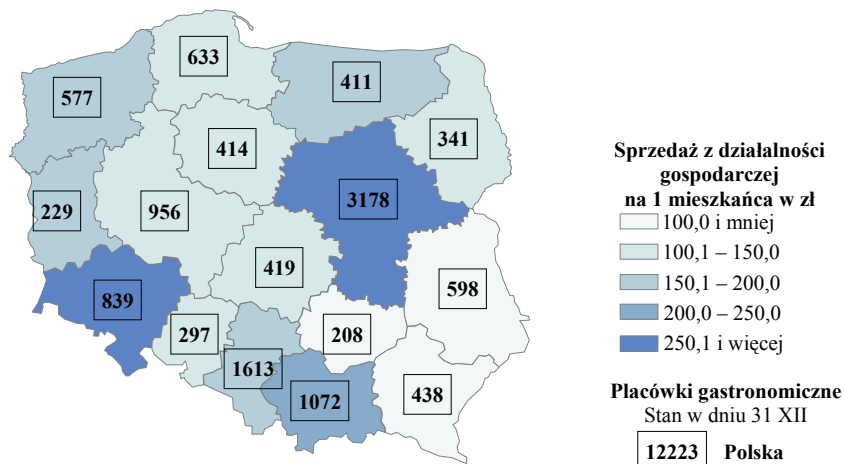 633
577
411
341
414
229
956
3178
419
598
839
297
208
1613
1072
438
Sprzedaż z działalności
gospodarczej
na 1 mieszkańca w zł
100,0 i mniej
100,1 – 150,0
150,1 – 200,0
200,0 – 250,0
250,1 i więcej
Placówki gastronomiczne
Stan w dniu 31 XII
12223 Polska